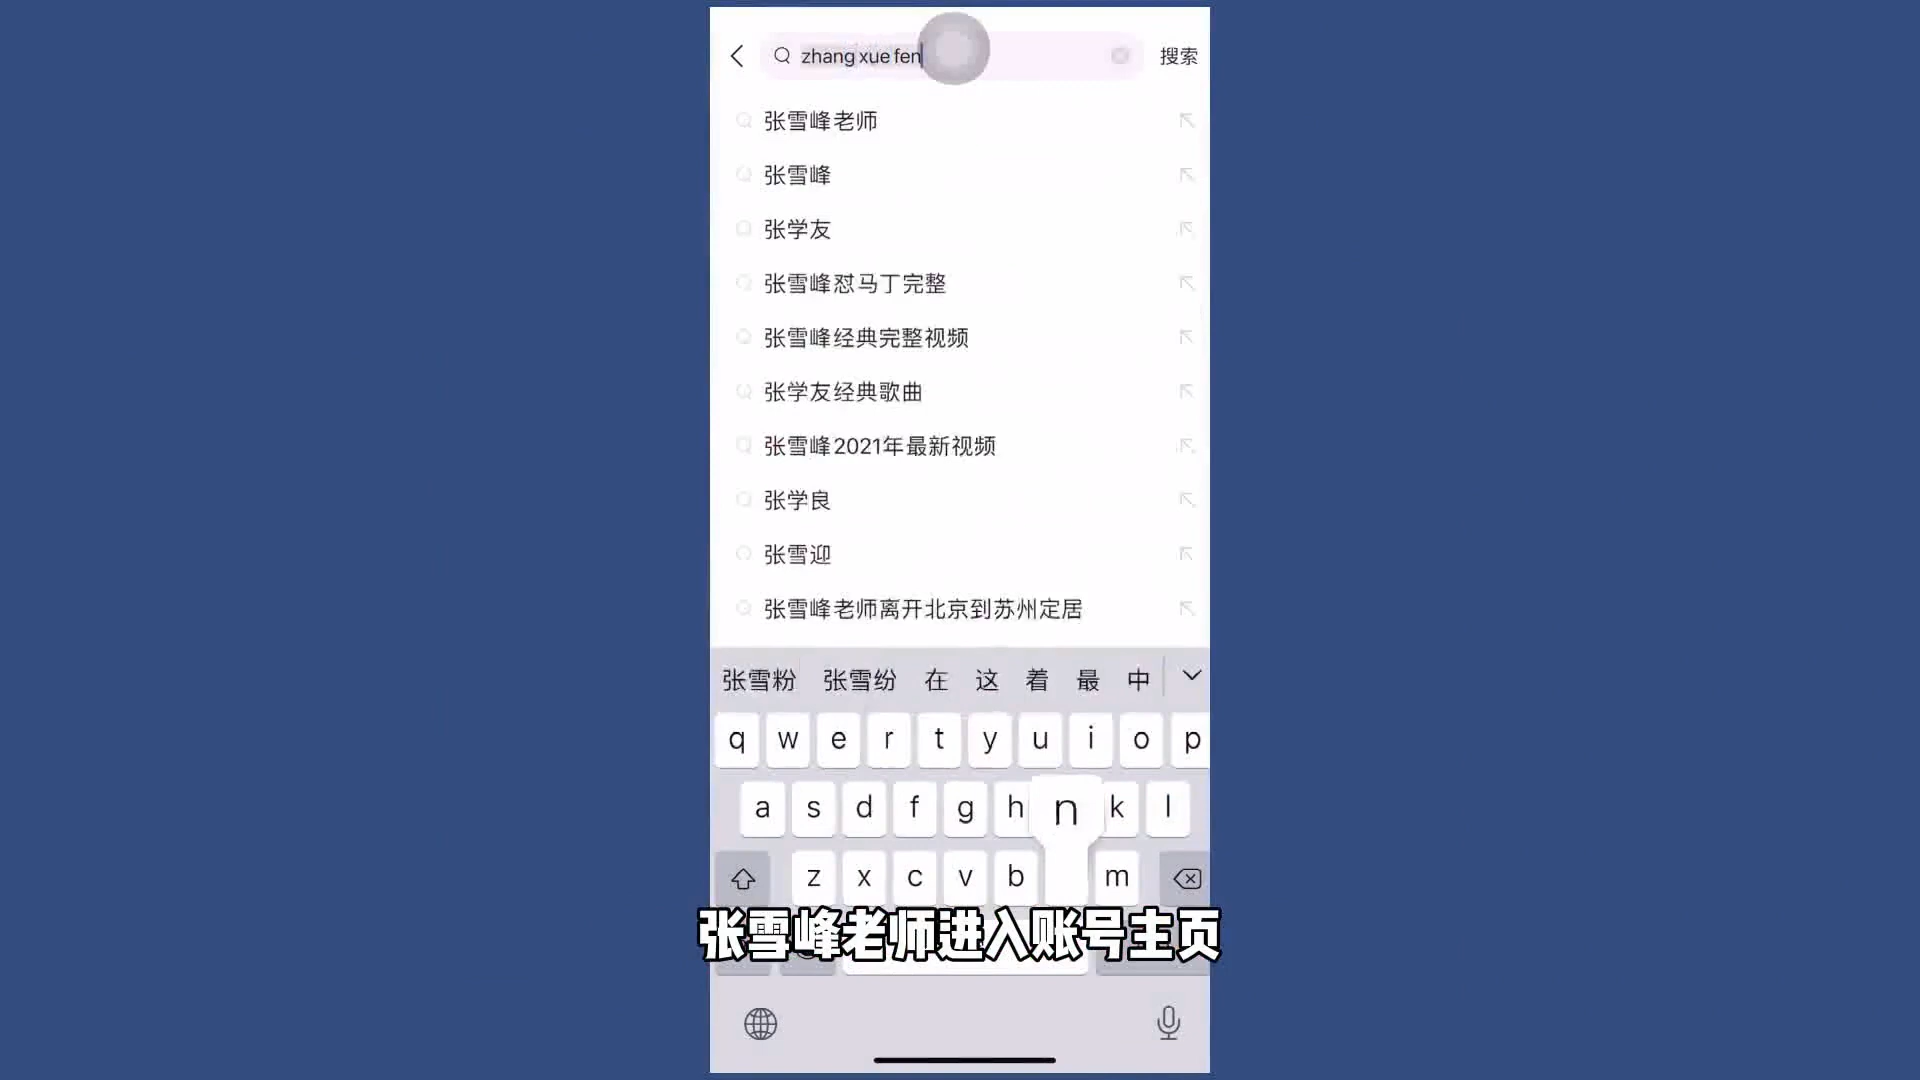 zhang xue fen 搜索
张雪峰老师
张雪峰
张学友
张雪峰怼马丁完整
张雪峰经典完整视频
张学友经典歌曲
张雪峰2021年最新视频
张学良
张雪迎
张雪峰老师离开北京到苏州定居
张雪粉 张雪纷 在 这 着 最 中
q w e r t y u i o p
a s d f g h n k l
z x c v b m
张雪峰老师进入账号主页